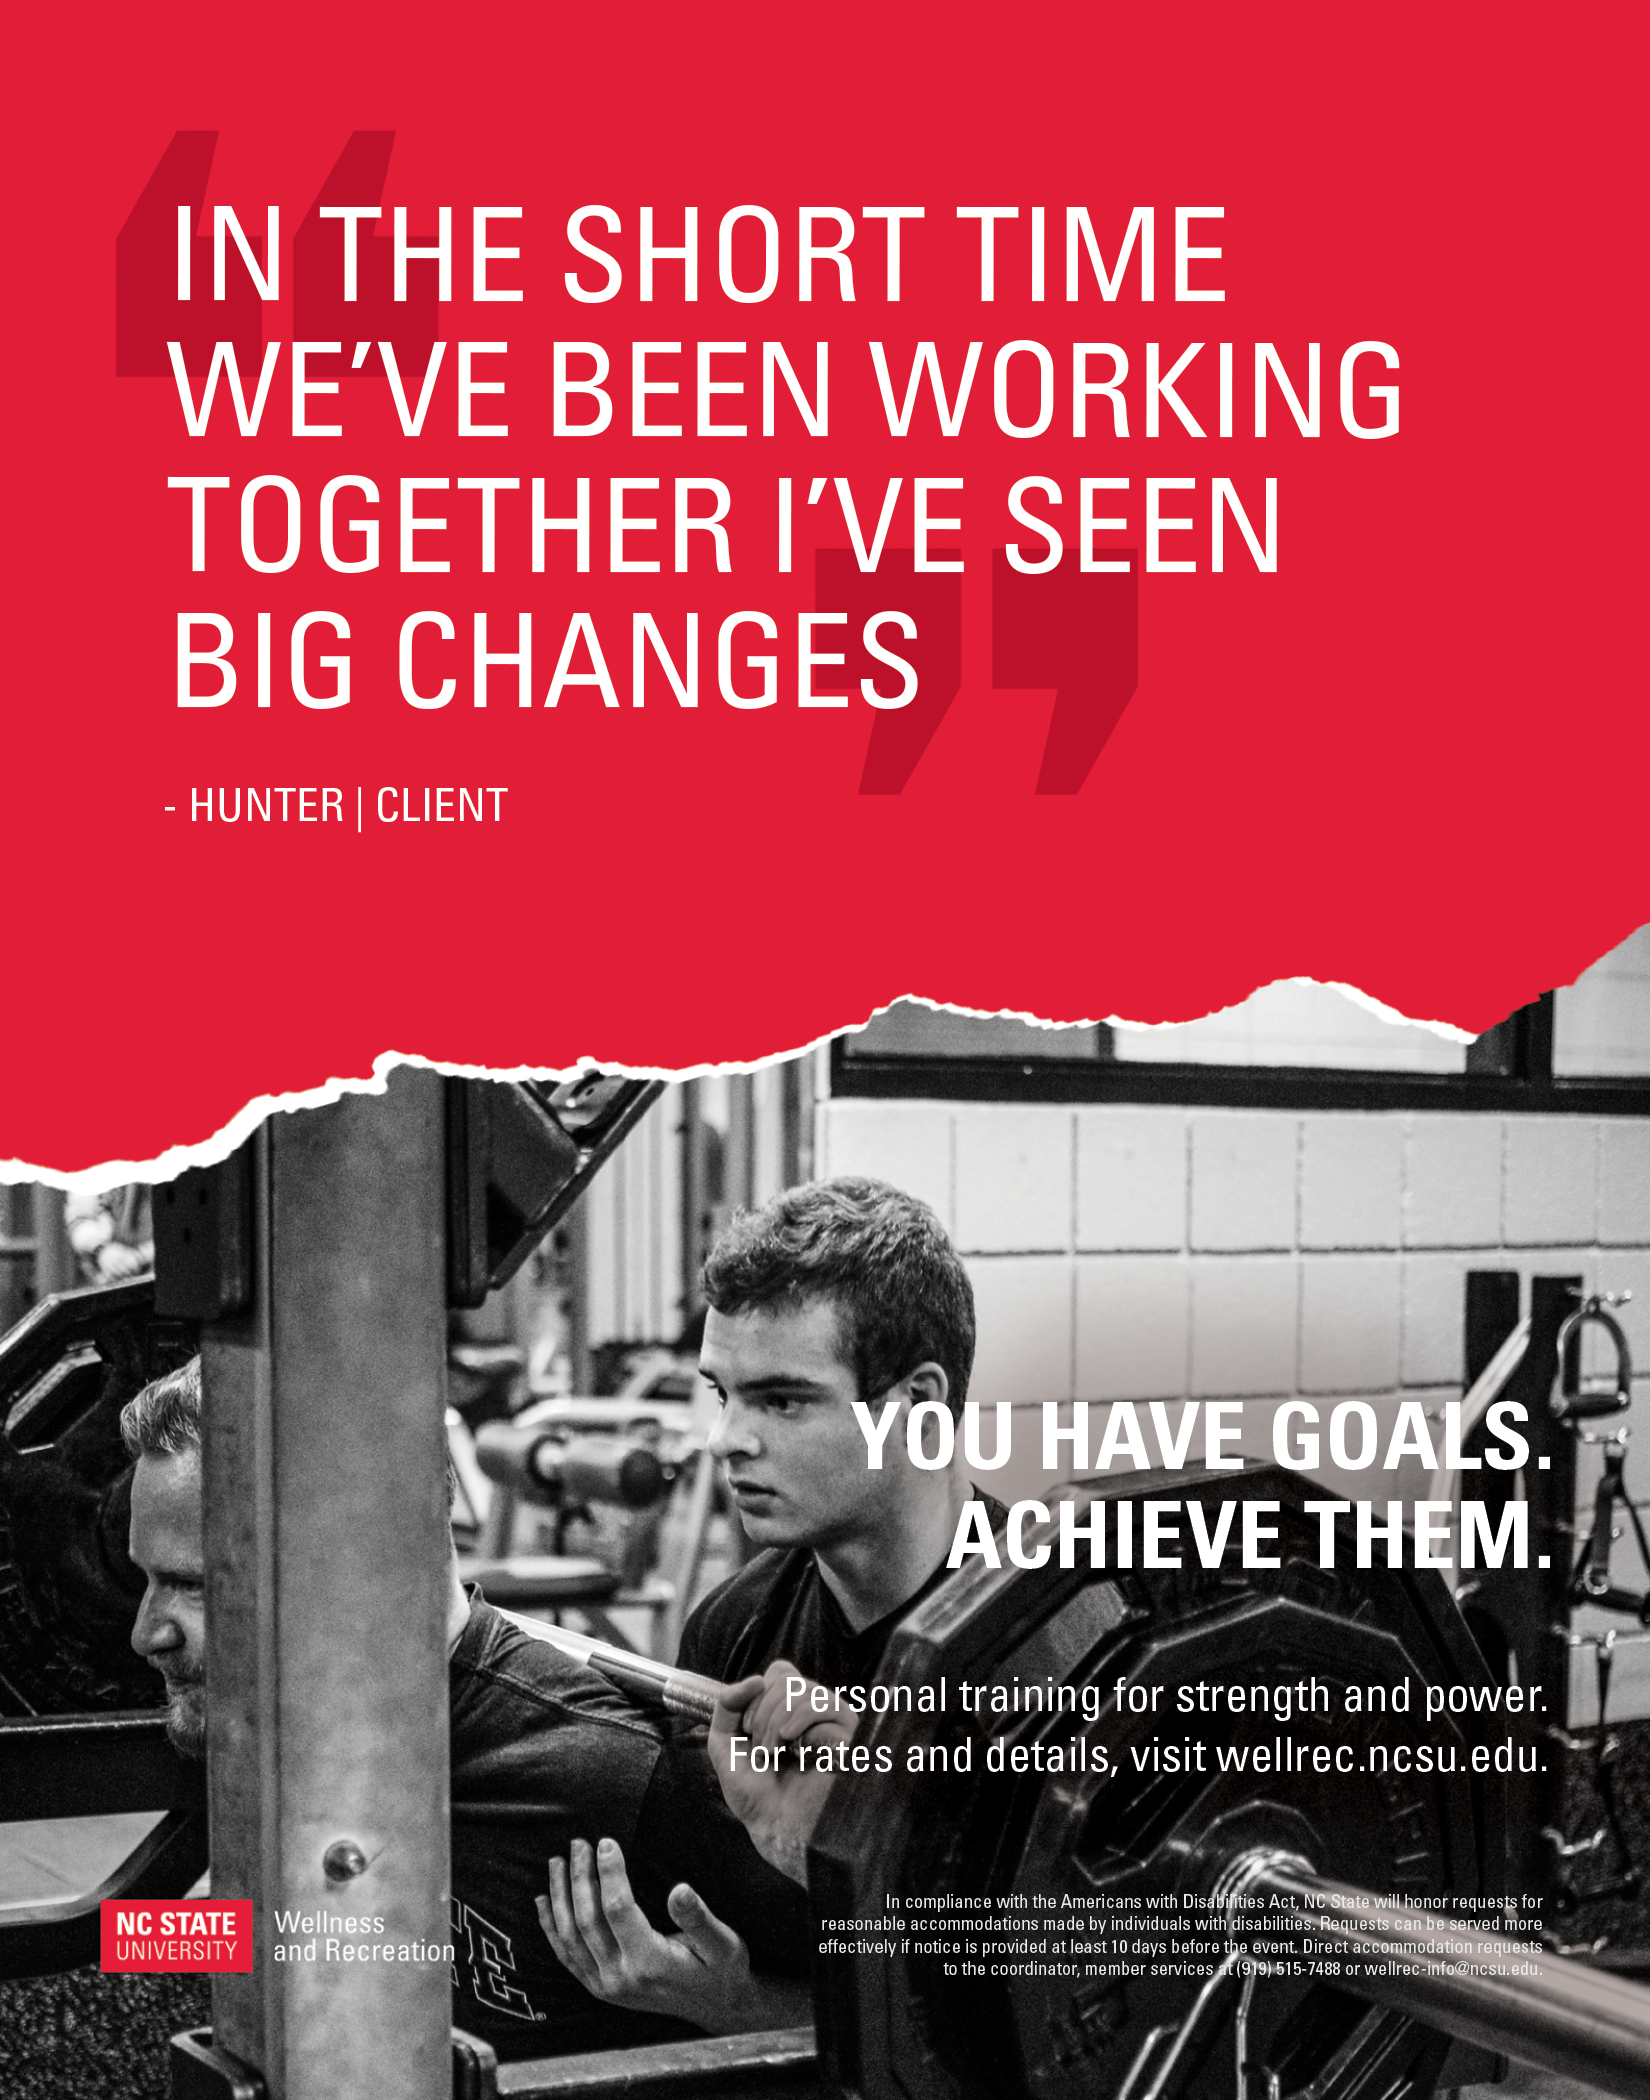 IN THE SHORT TIME
WE’VE BEEN WORKING
TOGETHER I’VE SEEN
BIG CHANGES
- HUNTER | CLIENT
YOU HAVE GOALS.
ACHIEVE THEM.
Personal training for strength and power.
For rates and details, visit wellrec.ncsu.edu.
In compliance with the Americans with Disabilities Act, NC State will honor requests for
reasonable accommodations made by individuals with disabilities. Requests can be served more
effectively if notice is provided at least 10 days before the event. Direct accommodation requests
to the coordinator, member services at (919) 515-7488 or wellrec-info@ncsu.edu.
NC STATE
UNIVERSITY
Wellness
and Recreation